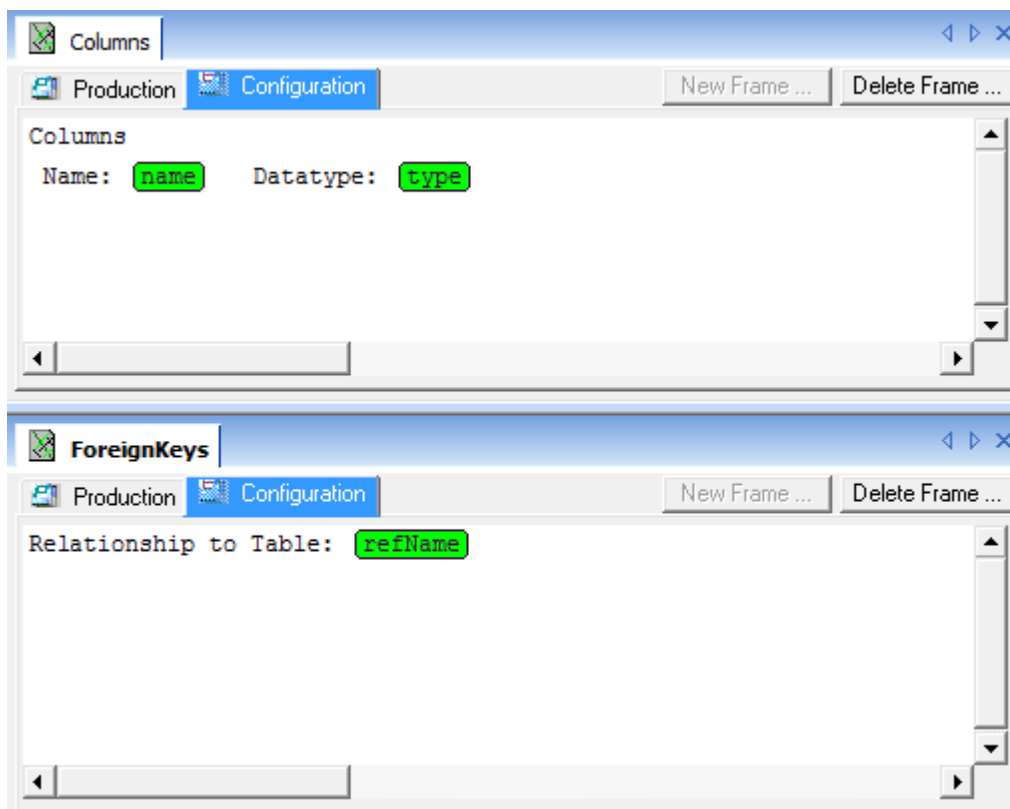 Columns
Production Configuration New Frame ... Delete Frame ...
Columns
Name: name Datatype: type
ForeignKeys
Production Configuration New Frame ... Delete Frame ...
Relationship to Table: refName